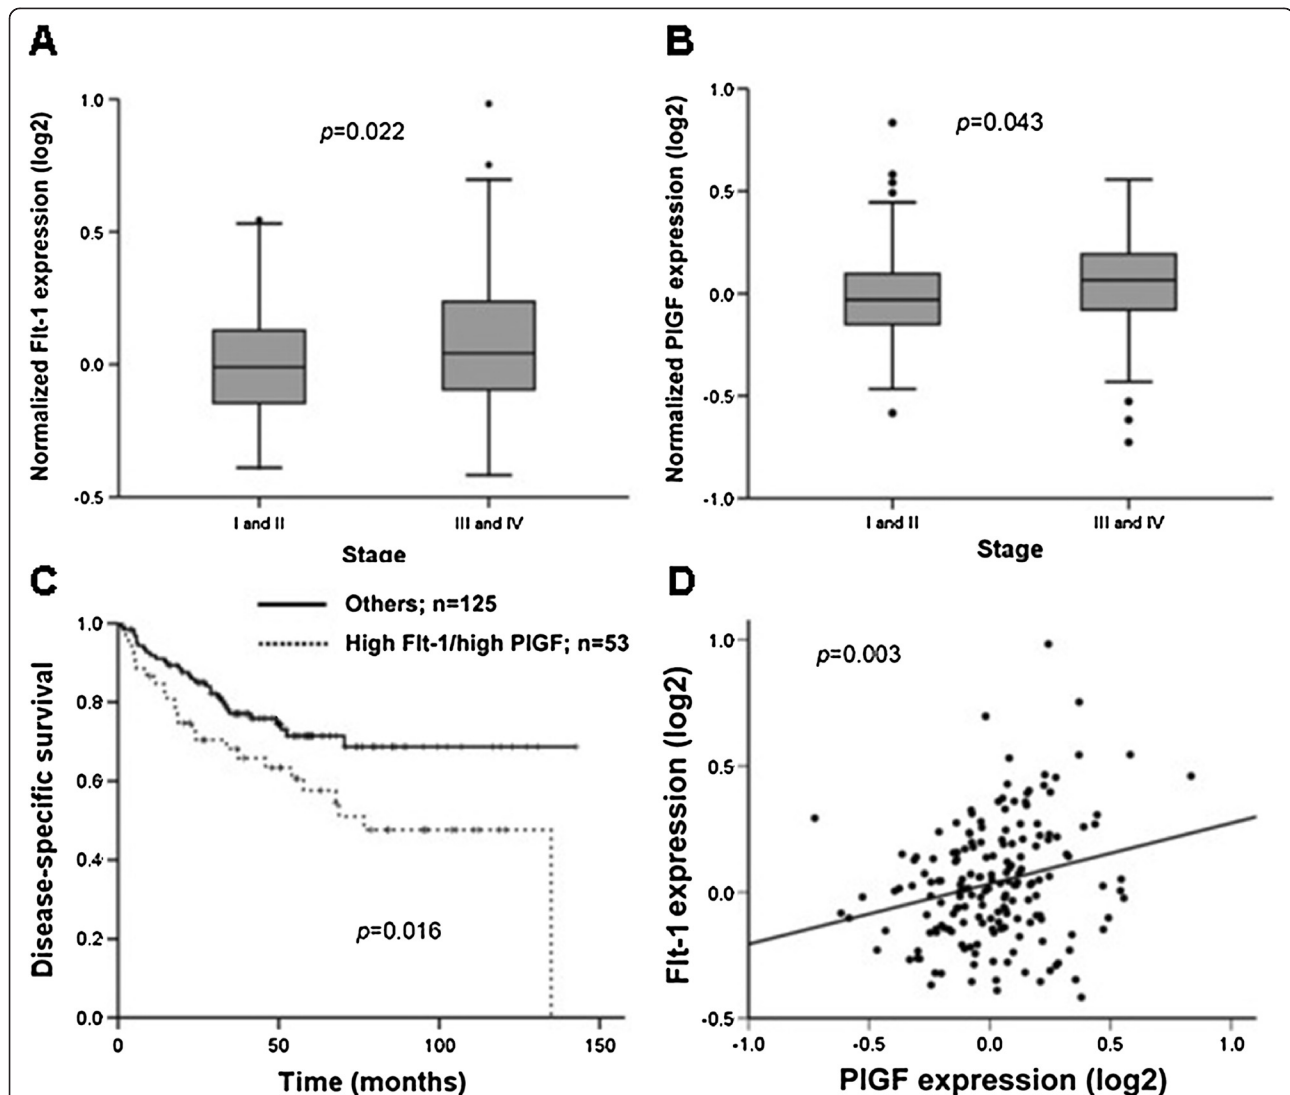 A
Normalized Flt-1 expression (log2)
1.0
0.5
0.0
-0.5
p=0.022
I and II
III and IV
Stage
B
Normalized PlGF expression (log2)
1.0
0.5
0.0
-0.5
-1.0
p=0.043
I and II
III and IV
Stage
C
Others; n=125
High Flt-1/high PlGF; n=53
Disease-specific survival
1.0
0.8
0.6
0.4
0.2
0.0
p=0.016
0
50
100
150
Time (months)
D
Flt-1 expression (log2)
1.0
0.5
0.0
-0.5
p=0.003
-1.0
-0.5
0.0
0.5
1.0
PlGF expression (log2)